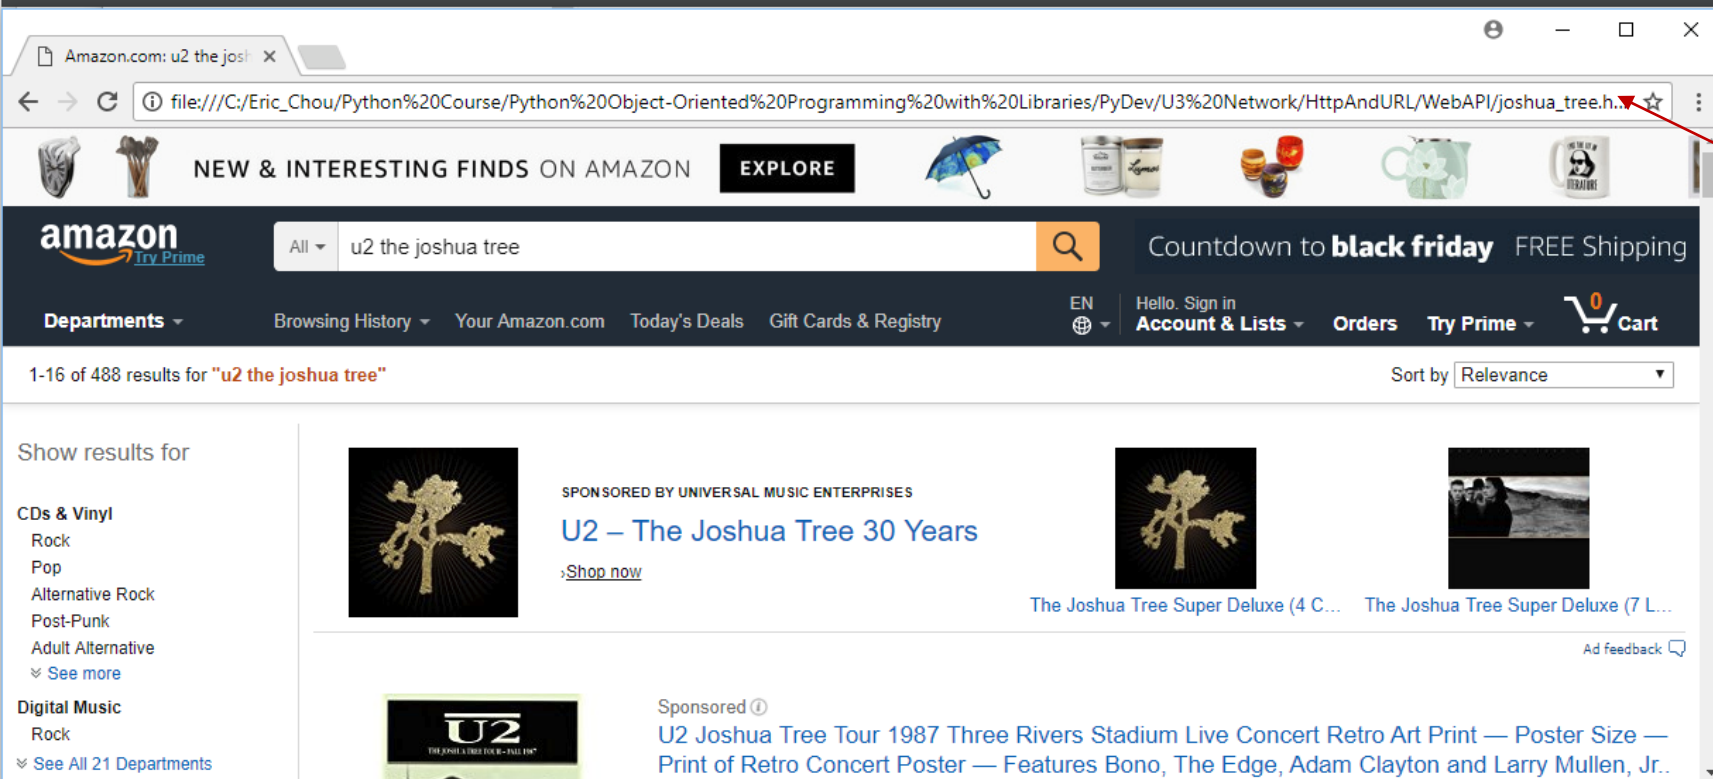 Amazon.com: u2 the josh
file:///C:/Eric_Chou/Python%20Course/Python%20Object-Oriented%20Programming%20with%20Libraries/PyDev/U3%20Network/HttpAndURL/WebAPI/joshua_tree.h...
NEW & INTERESTING FINDS ON AMAZON EXPLORE
amazon
Try Prime
All
u2 the joshua tree
Countdown to black friday FREE Shipping
Departments
Browsing History Your Amazon.com Today's Deals Gift Cards & Registry
EN
Hello. Sign in
Account & Lists
Orders
Try Prime
0
Cart
1-16 of 488 results for "u2 the joshua tree"
Sort by Relevance
Show results for
CDs & Vinyl
Rock
Pop
Alternative Rock
Post-Punk
Adult Alternative
See more
Digital Music
Rock
See All 21 Departments
SPONSORED BY UNIVERSAL MUSIC ENTERPRISES
U2 – The Joshua Tree 30 Years
›Shop now
The Joshua Tree Super Deluxe (4 C...
The Joshua Tree Super Deluxe (7 L...
Ad feedback
U2
THE JOSHUA TREE TOUR - FALL 1987
Sponsored
U2 Joshua Tree Tour 1987 Three Rivers Stadium Live Concert Retro Art Print — Poster Size —
Print of Retro Concert Poster — Features Bono, The Edge, Adam Clayton and Larry Mullen, Jr..